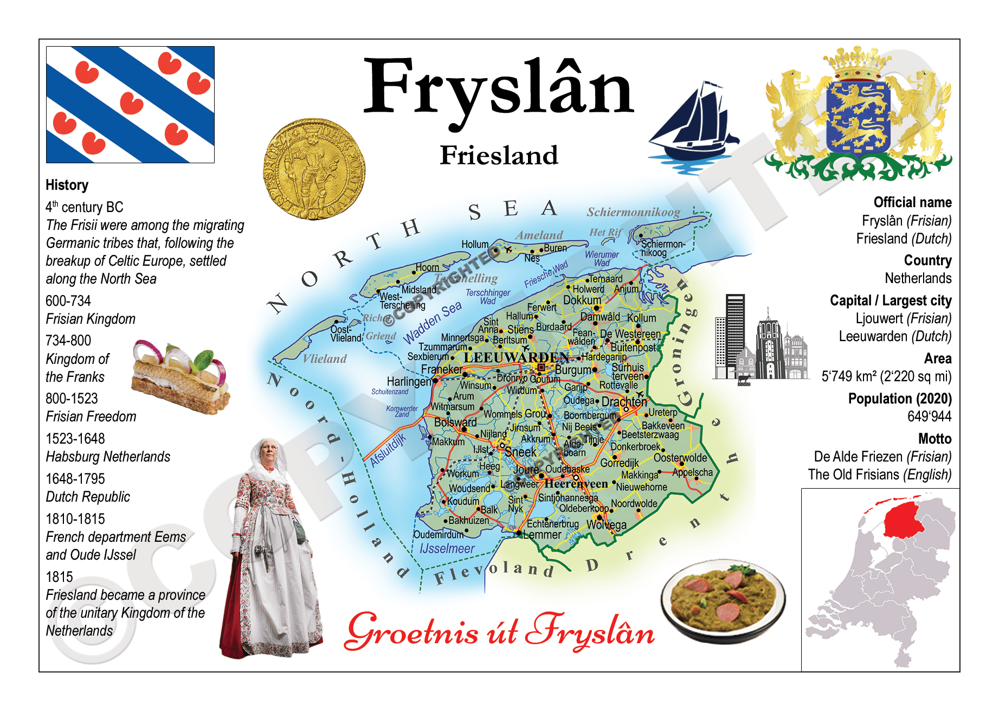 Fryslân
Friesland
History
4th century BC
The Frisii were among the migrating
Germanic tribes that, following the
breakup of Celtic Europe, settled
along the North Sea
600-734
Frisian Kingdom
734-800
Kingdom of
the Franks
800-1523
Frisian Freedom
1523-1648
Habsburg Netherlands
1648-1795
Dutch Republic
1810-1815
French department Eems
and Oude IJssel
1815
Friesland became a province
of the unitary Kingdom of the
Netherlands
NORTH SEA
Schiermonnikoog
Het Rif
Ameland
Hollum
Buren
Nes
Schiermon-
nikoog
Wierumer
Wad
Friesche Wad
Hoorn
Terschelling
Midsland
West-
Terschelling
Terschhinger
Wad
Wadden Sea
Richel
Griend
Oost-
Vlieland
Vlieland
Ternaard
Holwerd
Anjum
Dokkum
Ferwert
Hallum
Damwâld
Kollum
Sint
Anna
Stiens
Burdaard
Fean-
wâlden
De Westereen
Minnertsga
Berltsum
Buitenpost
Tzummarum
Sexbierum
LEEUWARDEN
Hardegarijp
Franeker
Burgum
Surhuis
terveen
Harlingen
Dronryp
Goutum
Winsum
Wirdum
Garijp
Rottevalle
Schuitenzand
Arum
Oudega
Drachten
Witmarsum
Kornwerder
Zand
Wommels
Grou
Boornbergum
Ureterp
Bolsward
Jirnsum
Nij Beets
Bakkeveen
Nijland
Akkrum
Beetsterzwaag
Makkum
Alde-
boarn
Tijnje
Donkerbroek
Afsluitdijk
IJlst
Sneek
Oosterwolde
Heeg
Joure
Oudehaske
Gorredijk
Workum
Langweer
Heerenveen
Makkinga
Appelscha
Woudsend
Nieuwehorne
Koudum
Sint
Nyk
Sintjohannesga
Oldeberkoop
Noordwolde
Balk
Bakhuizen
Echtenerbrug
Wolvega
Oudemirdum
Lemmer
IJsselmeer
Noord-Holland
Flevoland
Drenthe
Groningen
Groetnis út Fryslân
Official name
Fryslân (Frisian)
Friesland (Dutch)
Country
Netherlands
Capital / Largest city
Ljouwert (Frisian)
Leeuwarden (Dutch)
Area
5‘749 km² (2‘220 sq mi)
Population (2020)
649‘944
Motto
De Alde Friezen (Frisian)
The Old Frisians (English)
©COPYRIGHTED
©COPYRIGHTED
©COPYRIGHTED